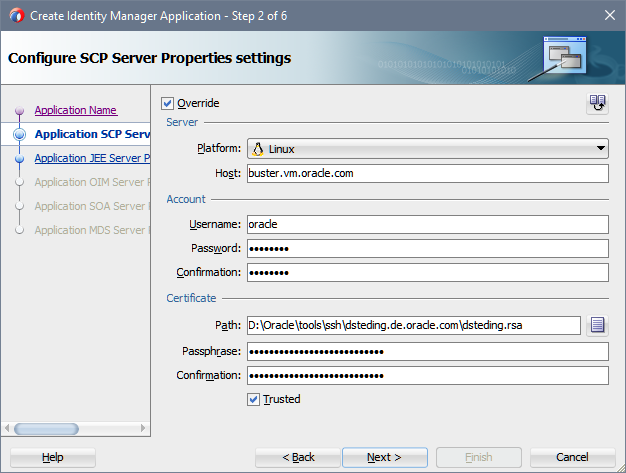 Create Identity Manager Application - Step 2 of 6
Configure SCP Server Properties settings
Application Name
Application SCP Serv
Application JEE Server P
Application OIM Server
Application SOA Server
Application MDS Server
Override
Server
Platform: Linux
Host: buster.vm.oracle.com
Account
Username: oracle
Password: ••••••••
Confirmation: ••••••••
Certificate
Path: D:\Oracle\tools\ssh\dsteding.de.oracle.com\dsteding.rsa
Passphrase: •••••••••••••••••••••••••••
Confirmation: •••••••••••••••••••••••••••
Trusted
Help
< Back
Next >
Finish
Cancel